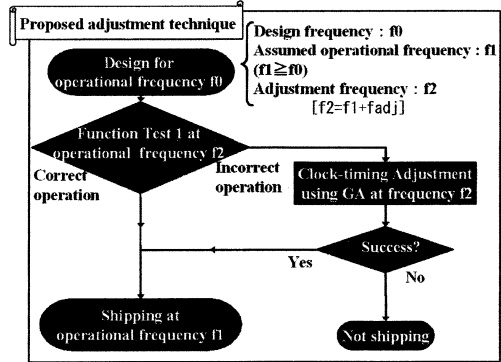 Proposed adjustment technique
Design for
operational frequency f0
Design frequency : f0
Assumed operational frequency : f1
(f1≧f0)
Adjustment frequency : f2
[f2=f1+fadj]
Function Test 1 at
operational frequency f2
Correct
operation
Incorrect
operation
Clock-timing Adjustment
using GA at frequency f2
Success?
Yes
No
Shipping at
operational frequency f1
Not shipping